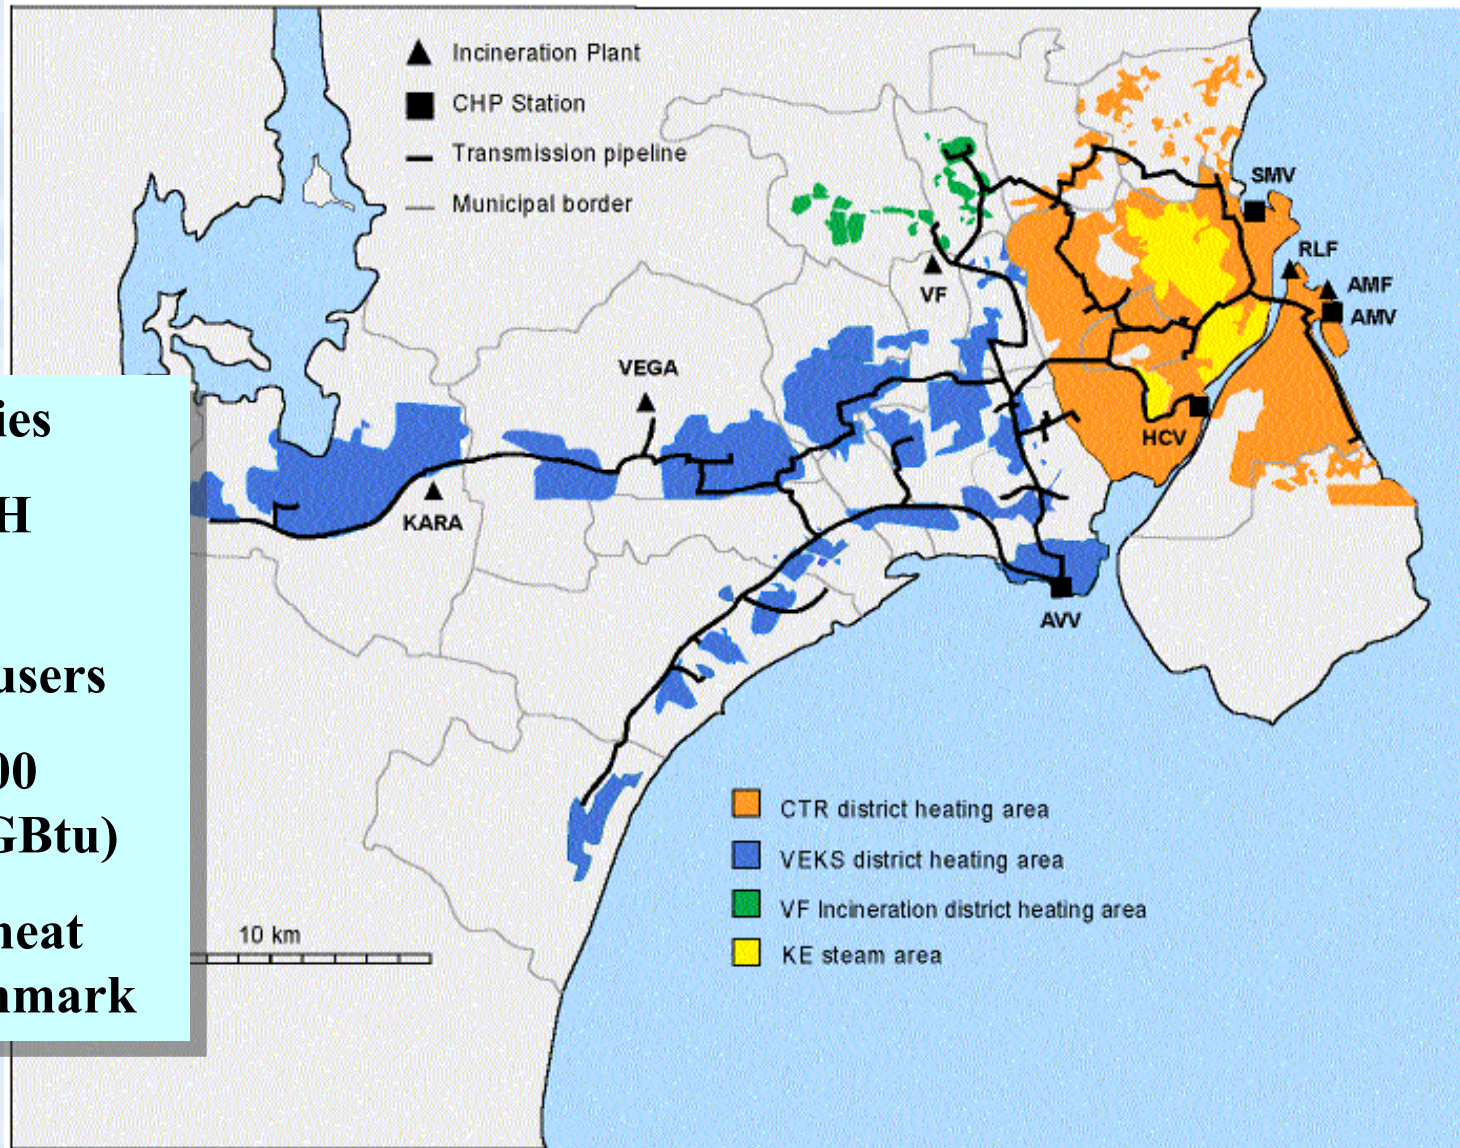 Incineration Plant
CHP Station
Transmission pipeline
Municipal border
SMV
RLF
AMF
AMV
VF
VEGA
HCV
KARA
AVV
ies
H
users
00
GBtu)
heat
nmark
10 km
CTR district heating area
VEKS district heating area
VF Incineration district heating area
KE steam area